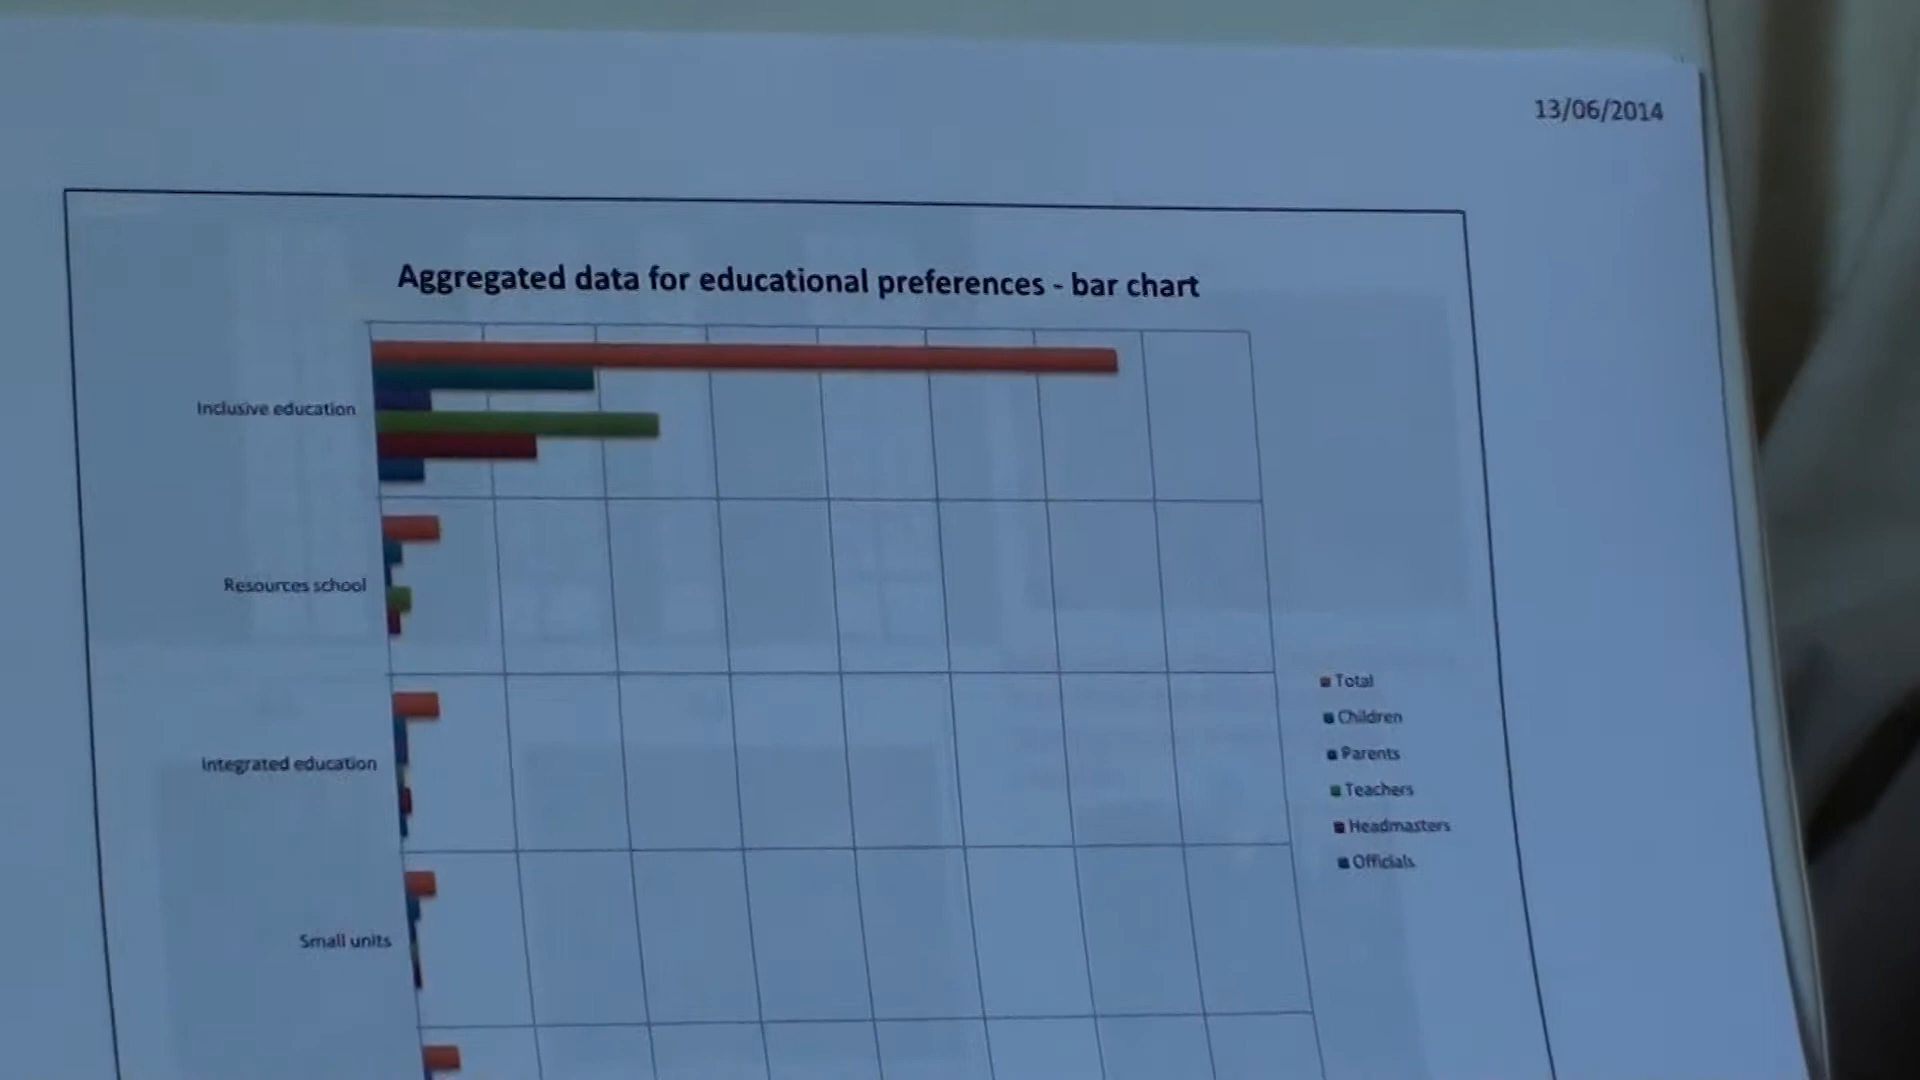 13/06/2014
Aggregated data for educational preferences - bar chart
Inclusive education
Resources school
Integrated education
Small units
Total
Children
Parents
Teachers
Headmasters
Officials